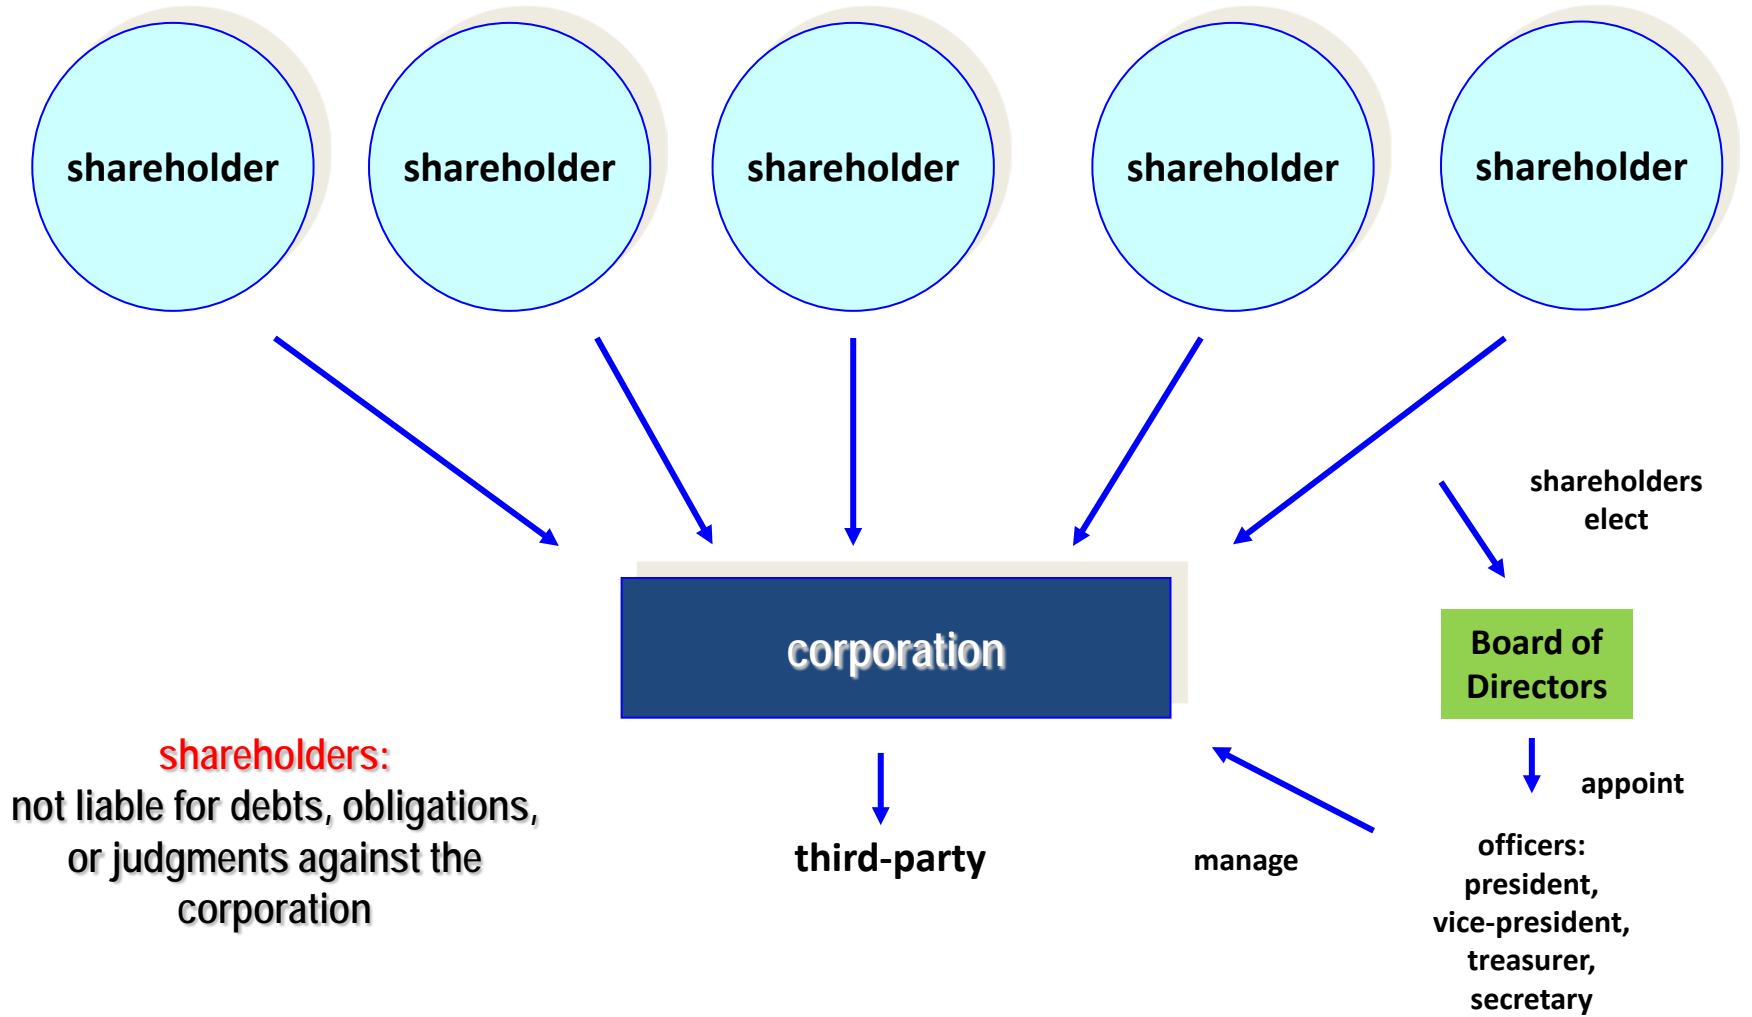 shareholder
shareholder
shareholder
shareholder
shareholder
shareholders
elect
corporation
Board of
Directors
shareholders:
not liable for debts, obligations,
or judgments against the
corporation
third-party
manage
appoint
officers:
president,
vice-president,
treasurer,
secretary